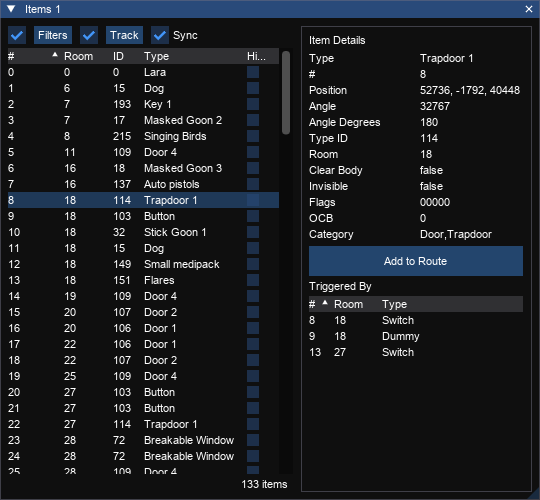 Items 1
Filters Track Sync
# Room ID Type Hi...
0 0 0 Lara
1 6 15 Dog
2 7 193 Key 1
3 7 17 Masked Goon 2
4 8 215 Singing Birds
5 11 109 Door 4
6 16 18 Masked Goon 3
7 16 137 Auto pistols
8 18 114 Trapdoor 1
9 18 103 Button
10 18 32 Stick Goon 1
11 18 15 Dog
12 18 149 Small medipack
13 18 151 Flares
14 19 109 Door 4
15 20 107 Door 2
16 20 106 Door 1
17 22 106 Door 1
18 22 107 Door 2
19 25 109 Door 4
20 27 103 Button
21 27 103 Button
22 27 114 Trapdoor 1
23 28 72 Breakable Window
24 28 72 Breakable Window
25 28 109 Door 4
133 items
Item Details
Type Trapdoor 1
# 8
Position 52736, -1792, 40448
Angle 32767
Angle Degrees 180
Type ID 114
Room 18
Clear Body false
Invisible false
Flags 00000
OCB 0
Category Door,Trapdoor
Add to Route
Triggered By
# Room Type
8 18 Switch
9 18 Dummy
13 27 Switch